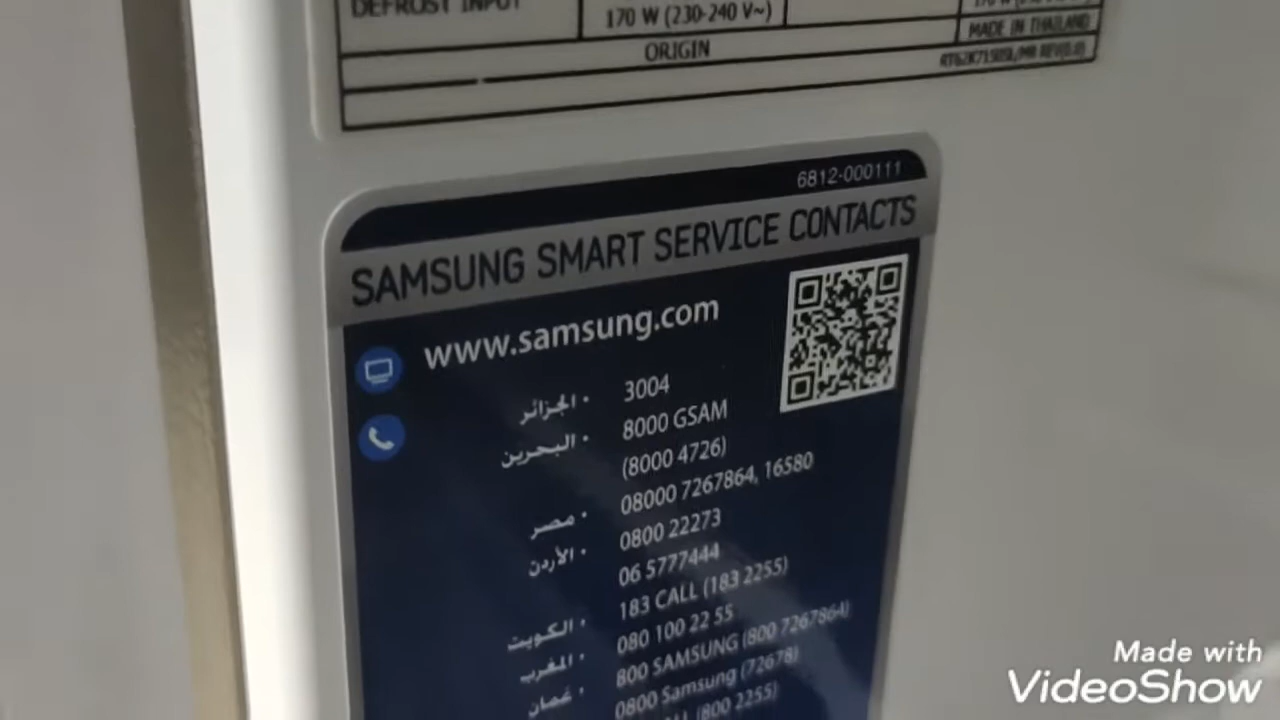 DEFROST INPUT
170 W (230-240 V~)
MADE IN THAILAND
ORIGIN
6812-000111
SAMSUNG SMART SERVICE CONTACTS
www.samsung.com
الجزائر • 3004
البحرين • 8000 GSAM
(8000 4726)
مصر • 08000 7267864, 16580
الأردن • 0800 22273
06 5777444
الكويت • 183 CALL (183 2255)
المغرب • 080 100 22 55
عمان • 800 SAMSUNG (800 7267864)
0800 Samsung (72678)
(800 2255)
Made with
VideoShow